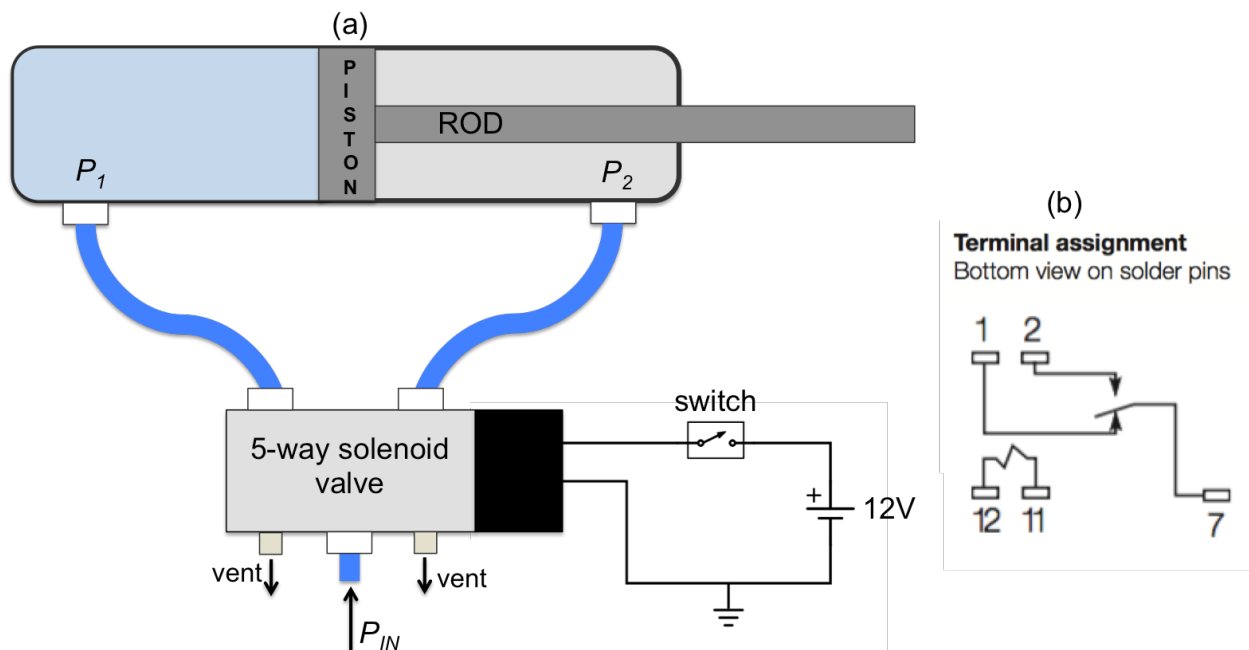 (a)
PISTON
ROD
P1
P2
(b)
Terminal assignment
Bottom view on solder pins
1 2
12 11
7
switch
5-way solenoid
valve
+
12V
vent
vent
PIN